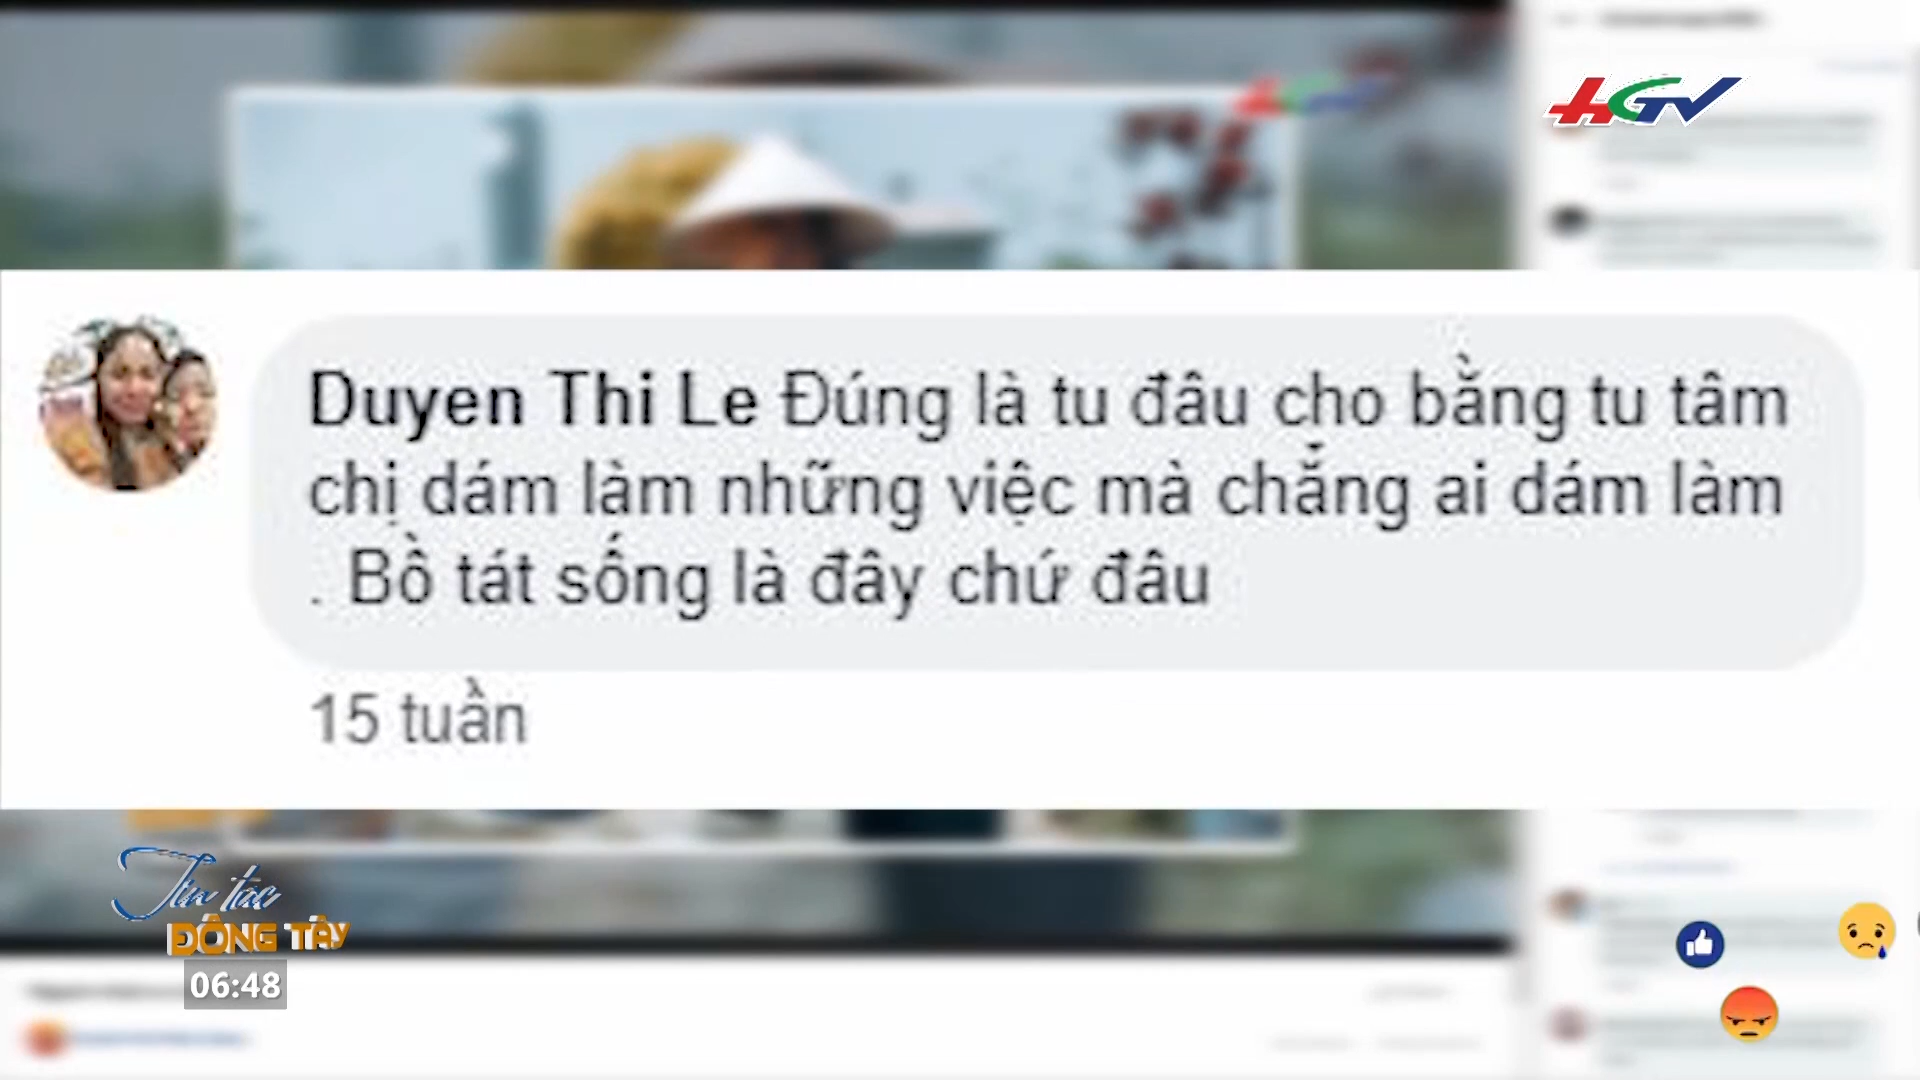 HGV
Duyen Thi Le Đúng là tu đâu cho bằng tu tâm
chị dám làm những việc mà chẳng ai dám làm
. Bồ tát sống là đây chứ đâu
15 tuần
Tin tức
ĐÔNG TÂY
06:48